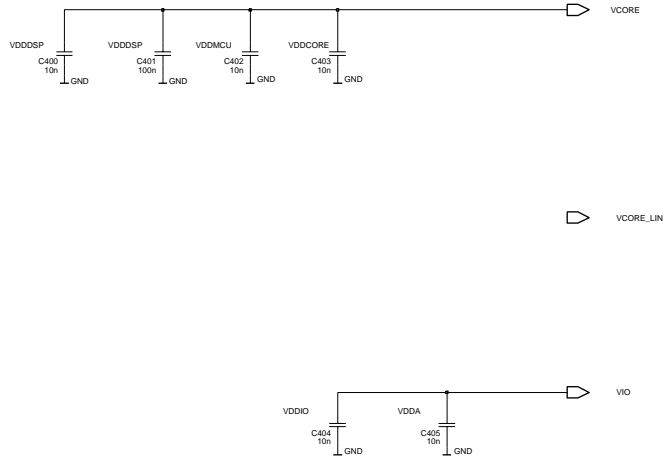 VCORE
VDDDSP VDDDSP VDDMCU VDDCORE
C400 C401 C402 C403
10n 100n 10n 10n
GND GND GND GND
VCORE_LIN
VIO
VDDIO VDDA
C404 C405
10n 10n
GND GND